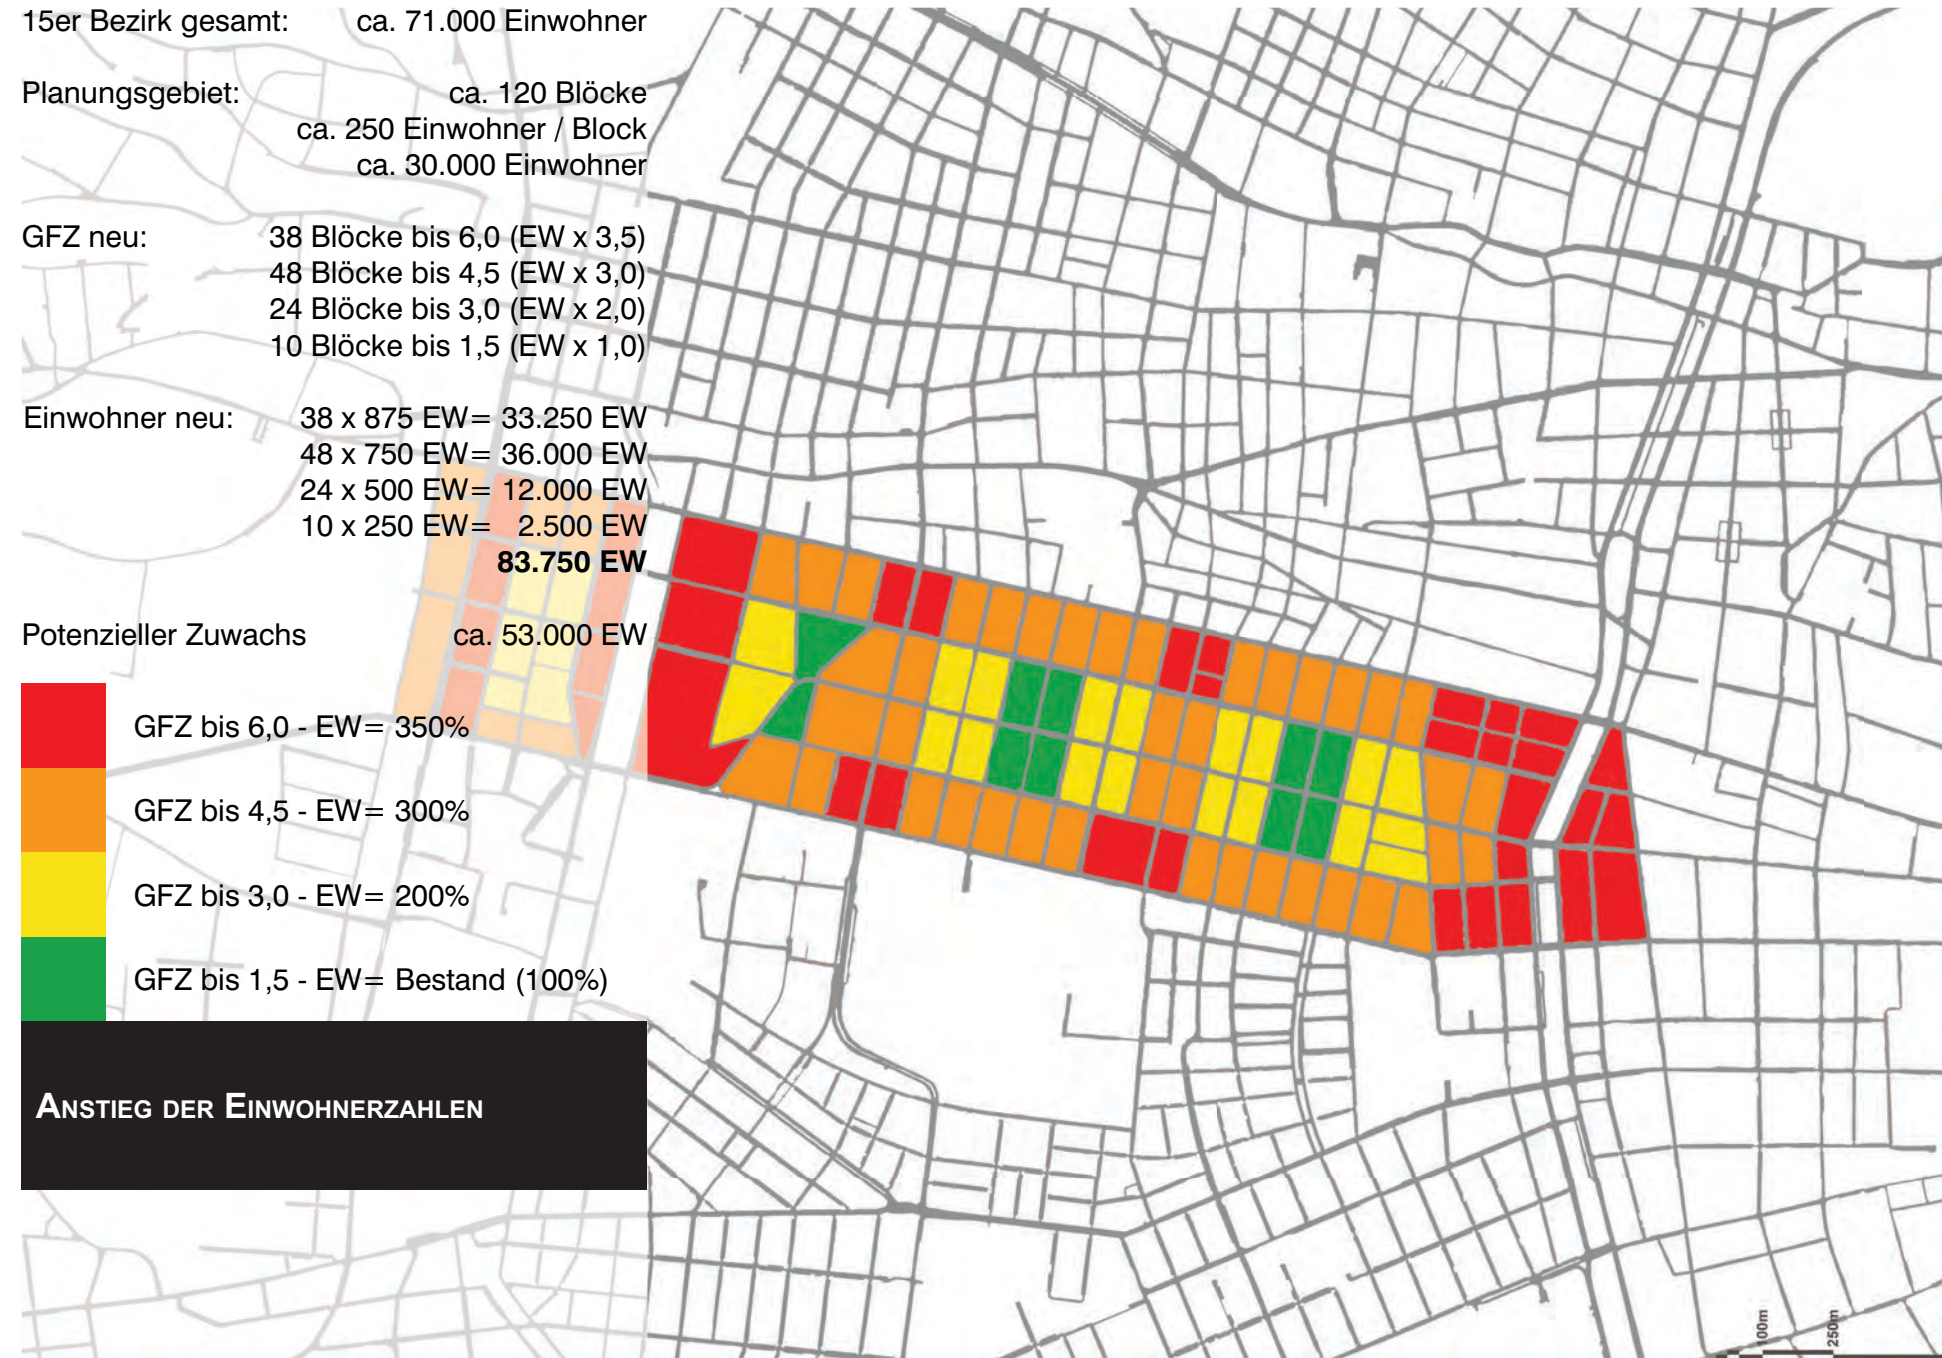 15er Bezirk gesamt: ca. 71.000 Einwohner
Planungsgebiet: ca. 120 Blöcke
ca. 250 Einwohner / Block
ca. 30.000 Einwohner
GFZ neu: 38 Blöcke bis 6,0 (EW x 3,5)
48 Blöcke bis 4,5 (EW x 3,0)
24 Blöcke bis 3,0 (EW x 2,0)
10 Blöcke bis 1,5 (EW x 1,0)
Einwohner neu: 38 x 875 EW= 33.250 EW
48 x 750 EW= 36.000 EW
24 x 500 EW= 12.000 EW
10 x 250 EW= 2.500 EW
83.750 EW
Potenzieller Zuwachs ca. 53.000 EW
GFZ bis 6,0 - EW= 350%
GFZ bis 4,5 - EW= 300%
GFZ bis 3,0 - EW= 200%
GFZ bis 1,5 - EW= Bestand (100%)
ANSTIEG DER EINWOHNERZAHLEN
100m
250m